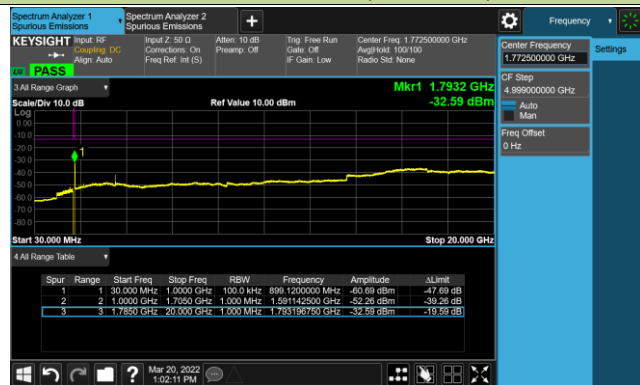 Spectrum Analyzer 1
Spurious Emissions
Spectrum Analyzer 2
Spurious Emissions
+
Frequency
KEYSIGHT
Input: RF
Coupling: DC
Align: Auto
Input Z: 50 Ω
Corrections: On
Freq Ref: Int (S)
Atten: 10 dB
Preamp: Off
Trig: Free Run
Gate: Off
IF Gain: Low
Center Freq: 1.772500000 GHz
Avg|Hold: 100/100
Radio Std: None
PASS
Center Frequency
1.772500000 GHz
Settings
CF Step
4.999000000 GHz
Auto
Man
Freq Offset
0 Hz
3 All Range Graph
Mkr1 1.7932 GHz
Scale/Div 10.0 dB
Ref Value 10.00 dBm
-32.59 dBm
Log
0.00
-10.0
-20.0
1
-30.0
-40.0
-50.0
-60.0
-70.0
-80.0
Start 30.000 MHz
Stop 20.000 GHz
4 All Range Table
Spur Range Start Freq Stop Freq RBW Frequency Amplitude ΔLimit
1 1 30.000 MHz 1.0000 GHz 100.0 kHz 899.1200000 MHz -60.69 dBm -47.69 dB
2 2 1.0000 GHz 1.7050 GHz 1.000 MHz 1.591142500 GHz -52.26 dBm -39.26 dB
3 3 1.7850 GHz 20.000 GHz 1.000 MHz 1.793196750 GHz -32.59 dBm -19.59 dB
?
Mar 20, 2022
1:02:11 PM